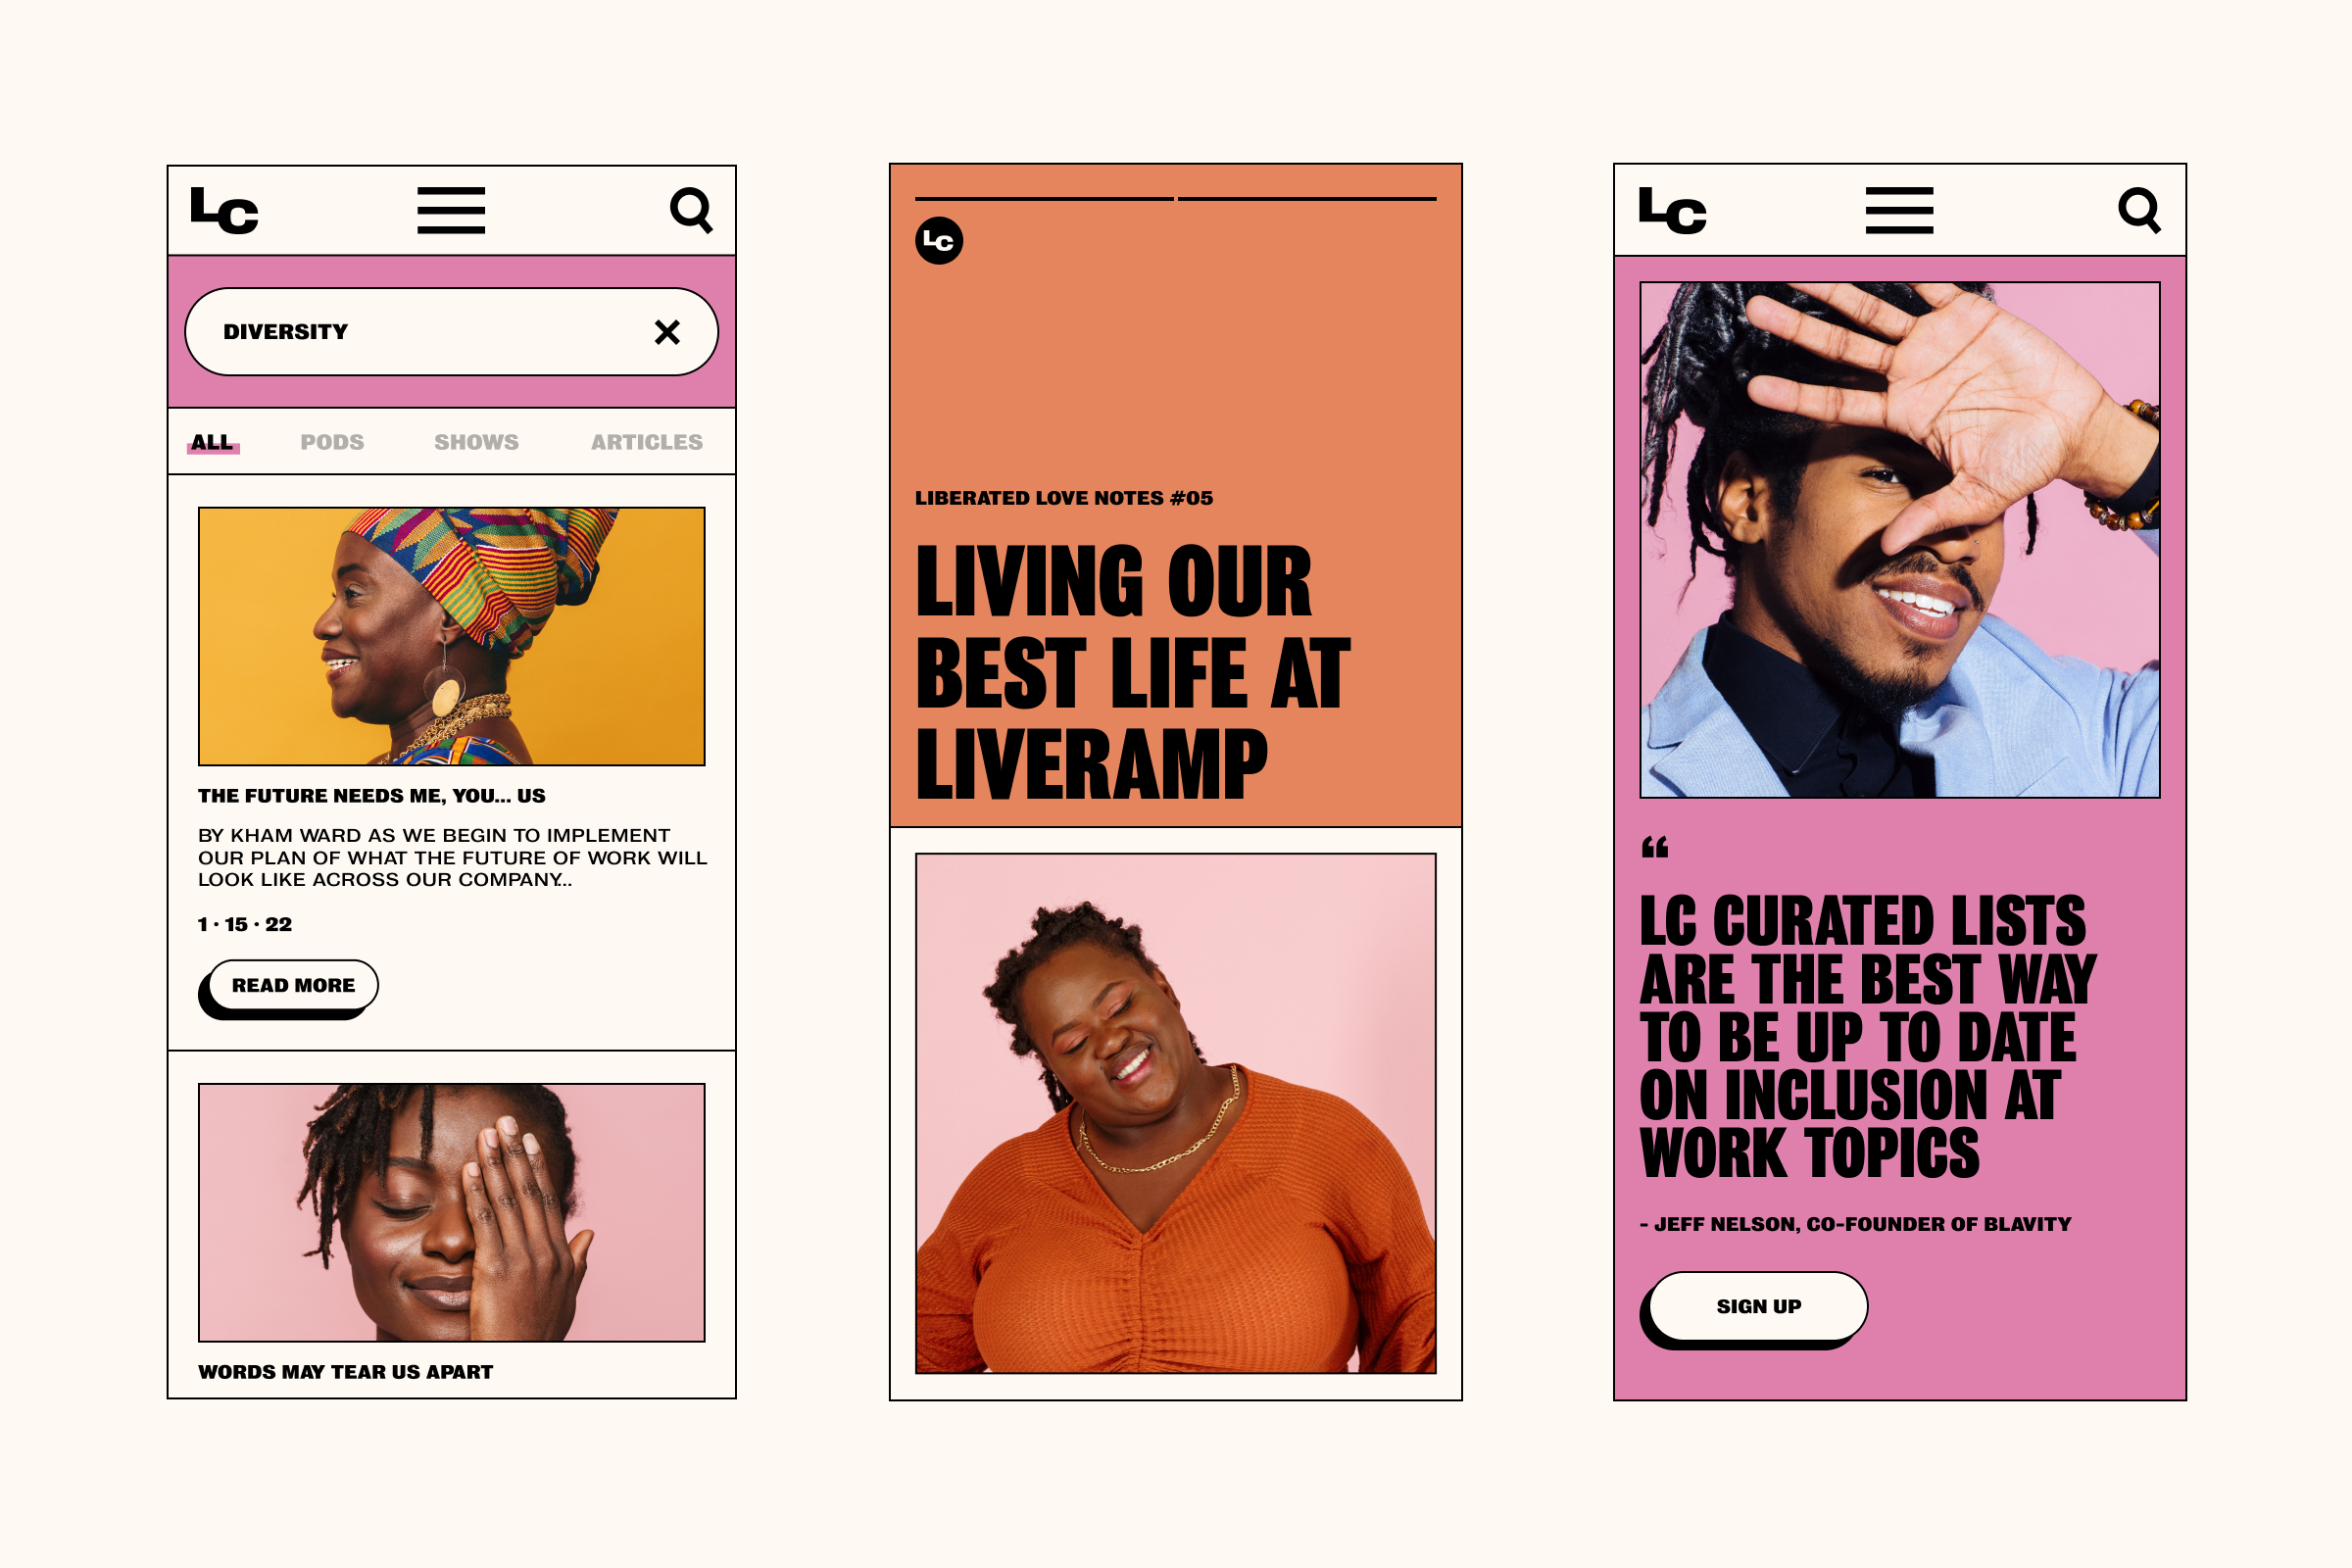 LC
DIVERSITY
ALL PODS SHOWS ARTICLES
THE FUTURE NEEDS ME, YOU... US
BY KHAM WARD AS WE BEGIN TO IMPLEMENT
OUR PLAN OF WHAT THE FUTURE OF WORK WILL
LOOK LIKE ACROSS OUR COMPANY...
1 · 15 · 22
READ MORE
WORDS MAY TEAR US APART
LC
LIBERATED LOVE NOTES #05
LIVING OUR
BEST LIFE AT
LIVERAMP
LC
“
LC CURATED LISTS
ARE THE BEST WAY
TO BE UP TO DATE
ON INCLUSION AT
WORK TOPICS
- JEFF NELSON, CO-FOUNDER OF BLAVITY
SIGN UP